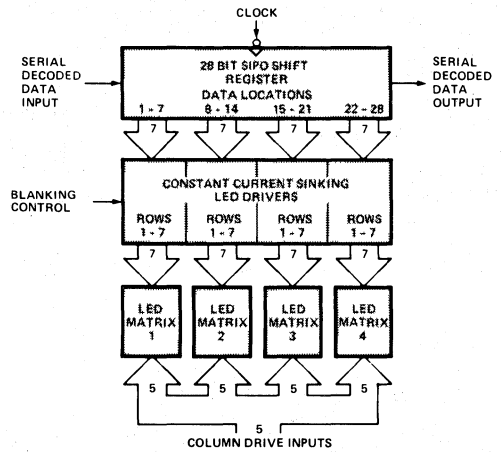 CLOCK
SERIAL
DECODED
DATA
INPUT
28 BIT SIPO SHIFT
REGISTER
DATA LOCATIONS
1 - 7 8 - 14 15 - 21 22 - 28
SERIAL
DECODED
DATA
OUTPUT
7 7 7 7
BLANKING
CONTROL
CONSTANT CURRENT SINKING
LED DRIVERS
ROWS ROWS ROWS ROWS
1 - 7 1 - 7 1 - 7 1 - 7
7 7 7 7
LED LED LED LED
MATRIX MATRIX MATRIX MATRIX
1 2 3 4
5 5 5 5
5
COLUMN DRIVE INPUTS